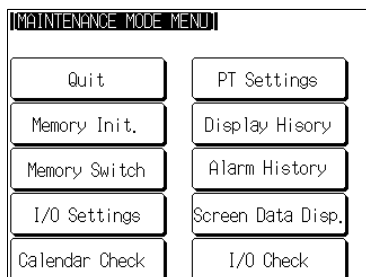 [MAINTENANCE MODE MENU]
Quit
PT Settings
Memory Init.
Display Hisory
Memory Switch
Alarm History
I/O Settings
Screen Data Disp.
Calendar Check
I/O Check